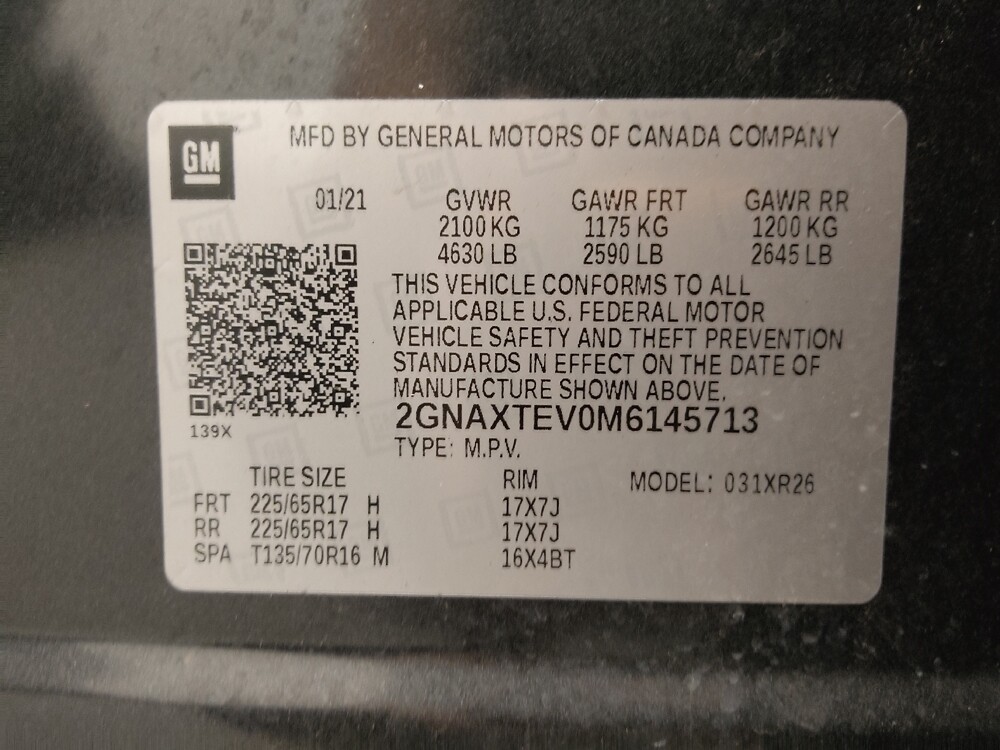 GM
MFD BY GENERAL MOTORS OF CANADA COMPANY
01/21 GVWR GAWR FRT GAWR RR
2100 KG 1175 KG 1200 KG
4630 LB 2590 LB 2645 LB
THIS VEHICLE CONFORMS TO ALL
APPLICABLE U.S. FEDERAL MOTOR
VEHICLE SAFETY AND THEFT PREVENTION
STANDARDS IN EFFECT ON THE DATE OF
MANUFACTURE SHOWN ABOVE.
2GNAXTEV0M6145713
139X
TYPE: M.P.V.
TIRE SIZE RIM MODEL: 031XR26
FRT 225/65R17 H 17X7J
RR 225/65R17 H 17X7J
SPA T135/70R16 M 16X4BT